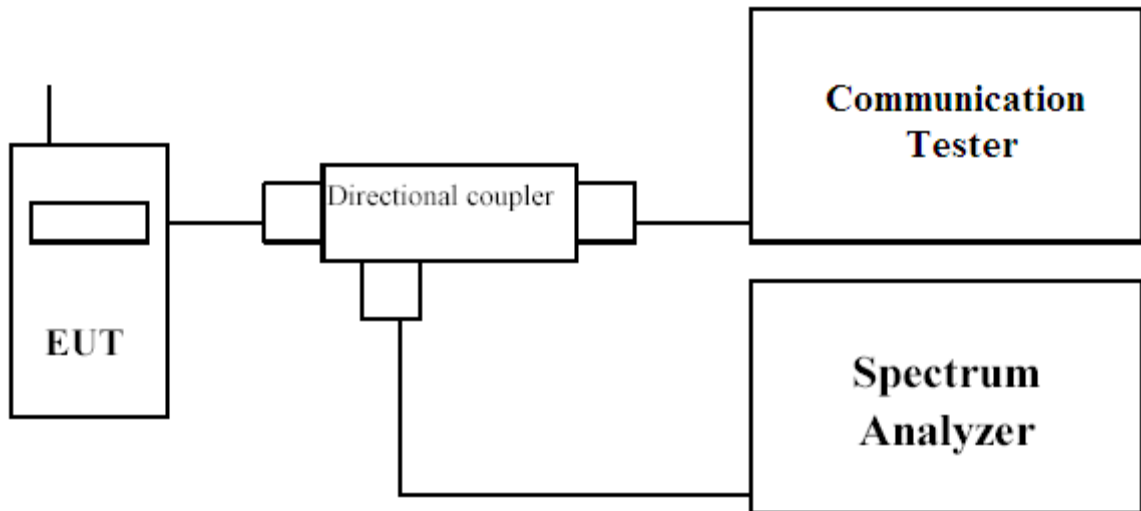 Communication
Tester
Directional coupler
EUT
Spectrum
Analyzer